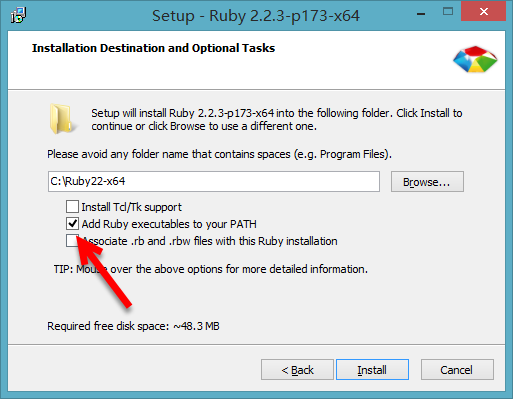 Setup - Ruby 2.2.3-p173-x64
Installation Destination and Optional Tasks
Setup will install Ruby 2.2.3-p173-x64 into the following folder. Click Install to
continue or click Browse to use a different one.
Please avoid any folder name that contains spaces (e.g. Program Files).
C:\Ruby22-x64
Browse...
Install Tcl/Tk support
Add Ruby executables to your PATH
Associate .rb and .rbw files with this Ruby installation
TIP: Mouse over the above options for more detailed information.
Required free disk space: ~48.3 MB
< Back
Install
Cancel